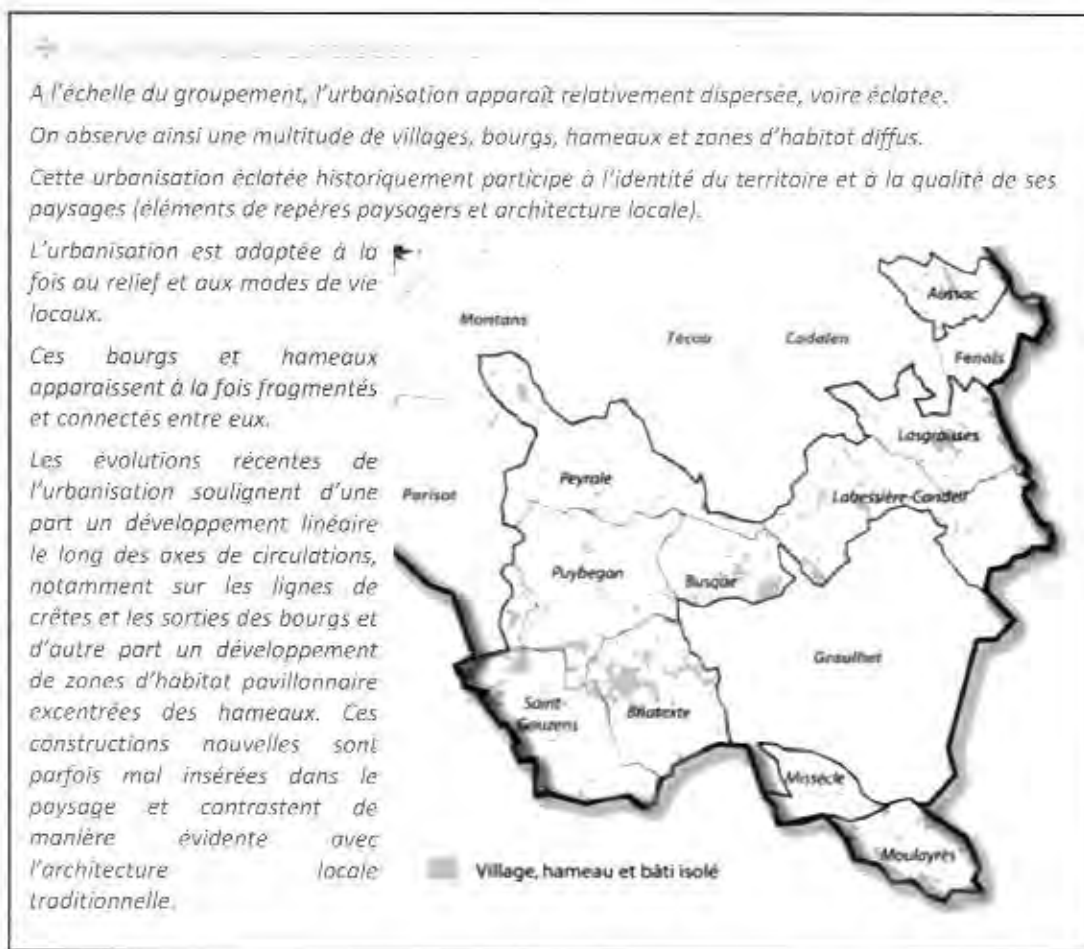 A l'échelle du groupement, l'urbanisation apparaît relativement dispersée, voire éclatée.
On observe ainsi une multitude de villages, bourgs, hameaux et zones d'habitat diffus.
Cette urbanisation éclatée historiquement participe à l'identité du territoire et à la qualité de ses
paysages (éléments de repères paysagers et architecture locale).
L'urbanisation est adaptée à la
fois au relief et aux modes de vie
locaux.
Ces bourgs et hameaux
apparaissent à la fois fragmentés
et connectés entre eux.
Les évolutions récentes de
l'urbanisation soulignent d'une
part un développement linéaire
le long des axes de circulations,
notamment sur les lignes de
crêtes et les sorties des bourgs et
d'autre part un développement
de zones d'habitat pavillonnaire
excentrées des hameaux. Ces
constructions nouvelles sont
parfois mal insérées dans le
paysage et contrastent de
manière évidente avec
l'architecture locale
traditionnelle.
Aussac
Montans
Técou
Cadalen
Fenols
Lasgraisses
Peyrole
Parisot
Labessière-Candeil
Puybegan
Busque
Graulhet
Saint-
Gauzens
Briatexte
Missècle
Moulayrès
Village, hameau et bâti isolé